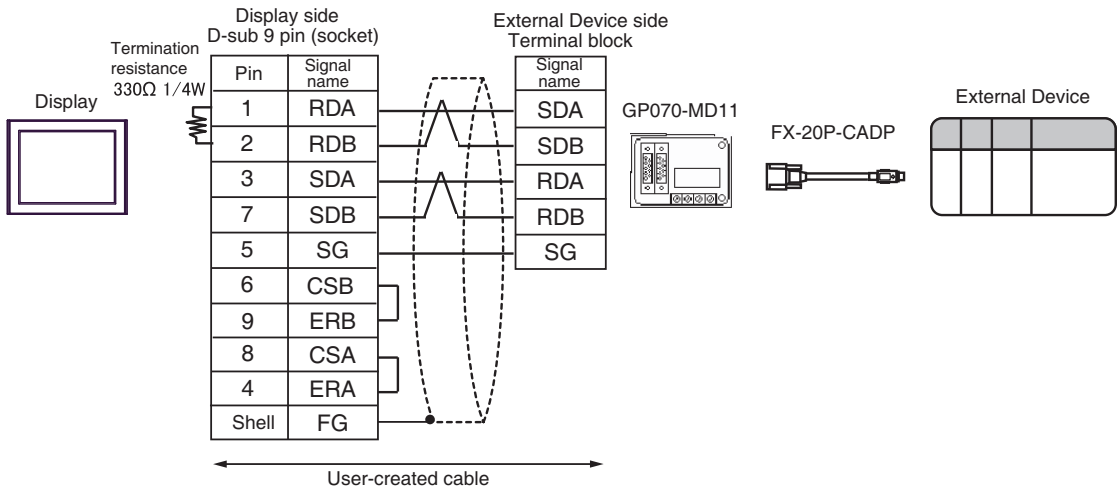 Display side
D-sub 9 pin (socket)
External Device side
Terminal block
Termination
resistance
330Ω 1/4W
Display
Pin Signal name
Signal name
1 RDA SDA
2 RDB SDB
3 SDA RDA
7 SDB RDB
5 SG SG
6 CSB
9 ERB
8 CSA
4 ERA
Shell FG
GP070-MD11
FX-20P-CADP
External Device
User-created cable